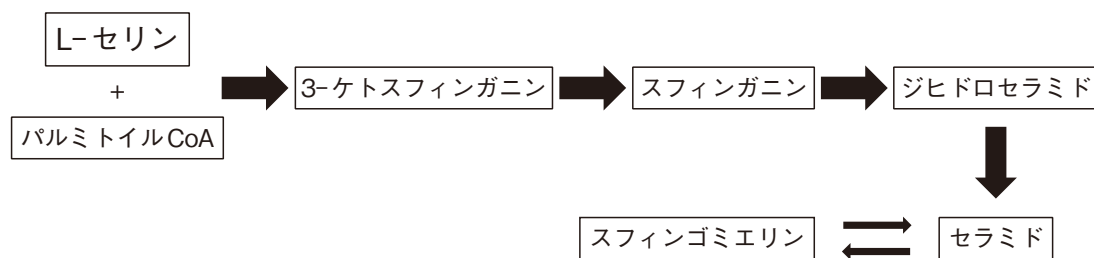 L-セリン
+
パルミトイルCoA
3-ケトスフィンガニン
スフィンガニン
ジヒドロセラミド
スフィンゴミエリン
セラミド